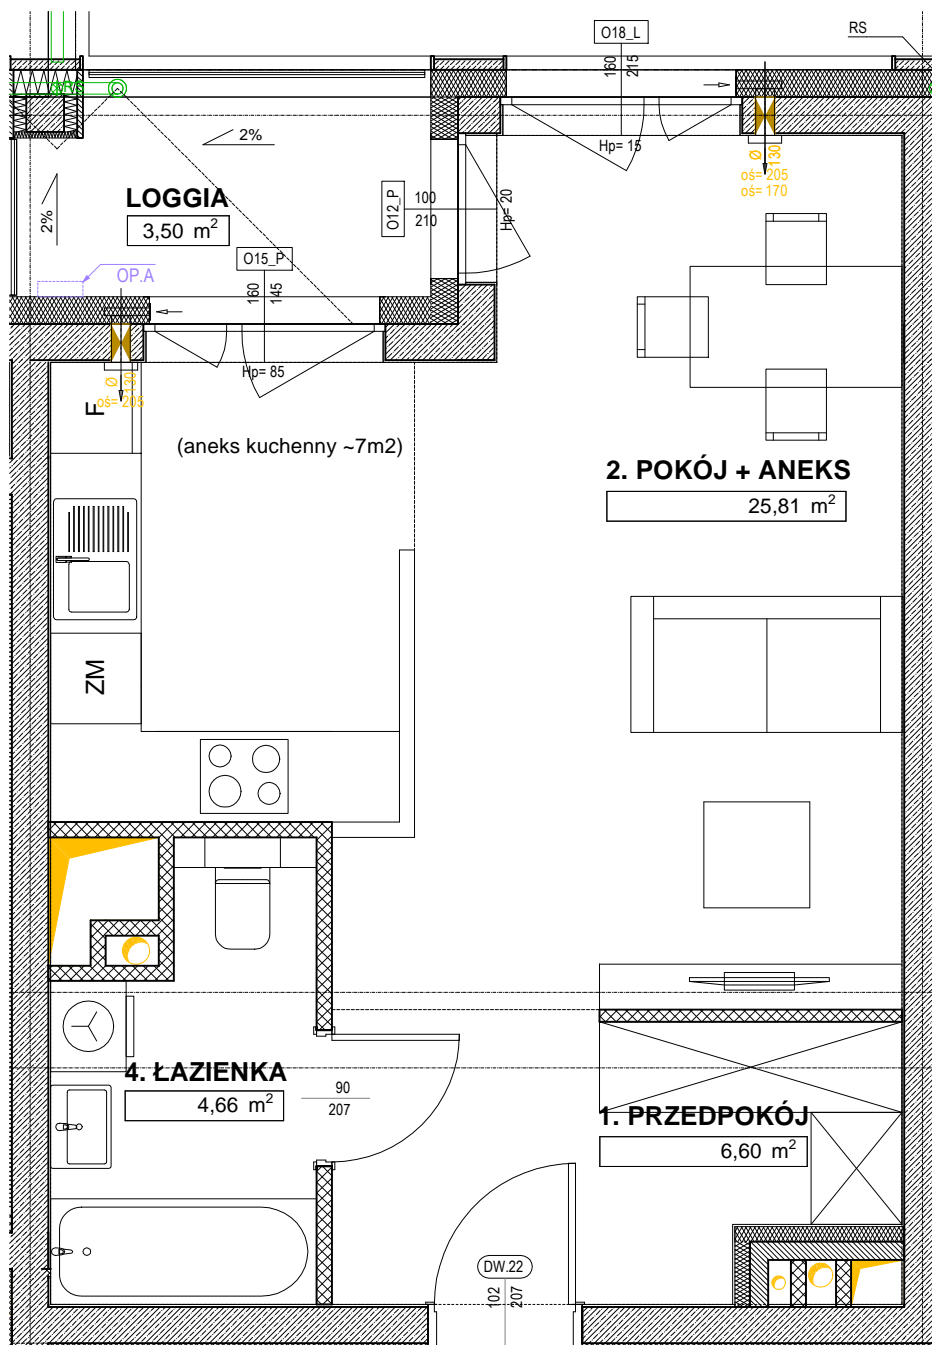 O18_L
160
215
RS
RS
2%
2%
LOGGIA
3,50 m²
OP.A
O12_P
100
210
Hp= 20
Hp= 15
Ø 130
oś= 205
oś= 170
O15_P
160
145
Hp= 85
Ø 130
oś= 205
F
(aneks kuchenny ~7m2)
2. POKÓJ + ANEKS
25,81 m²
ZM
4. ŁAZIENKA
4,66 m²
90
207
1. PRZEDPOKÓJ
6,60 m²
DW.22
102
207